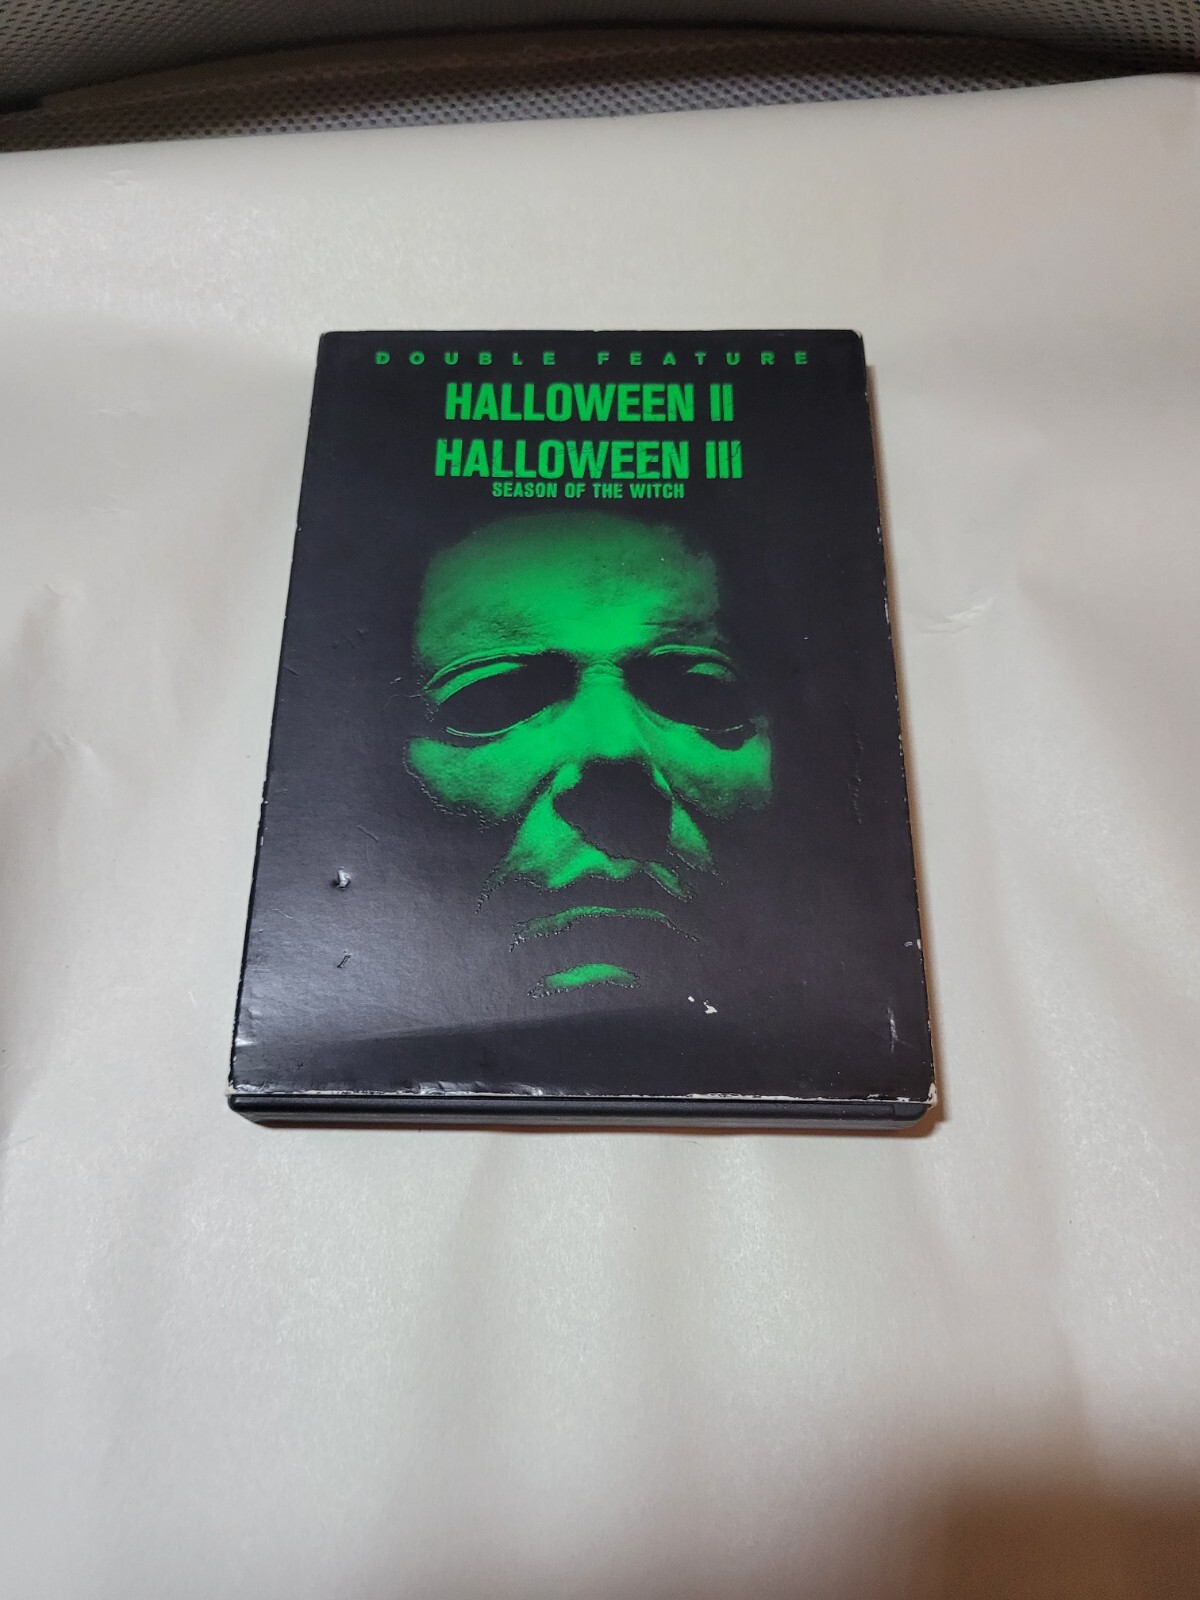 DOUBLE FEATURE
HALLOWEEN II
HALLOWEEN III
SEASON OF THE WITCH